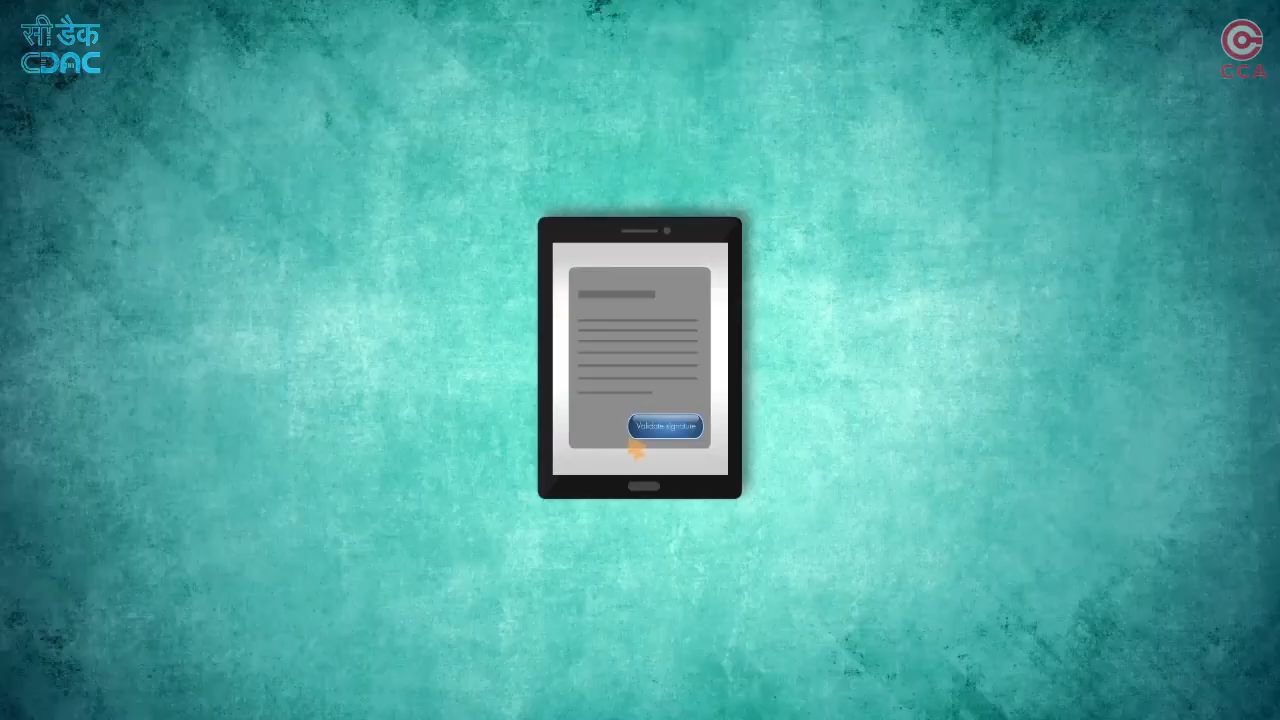 सी डैक
CDAC
CCA
Validate signature